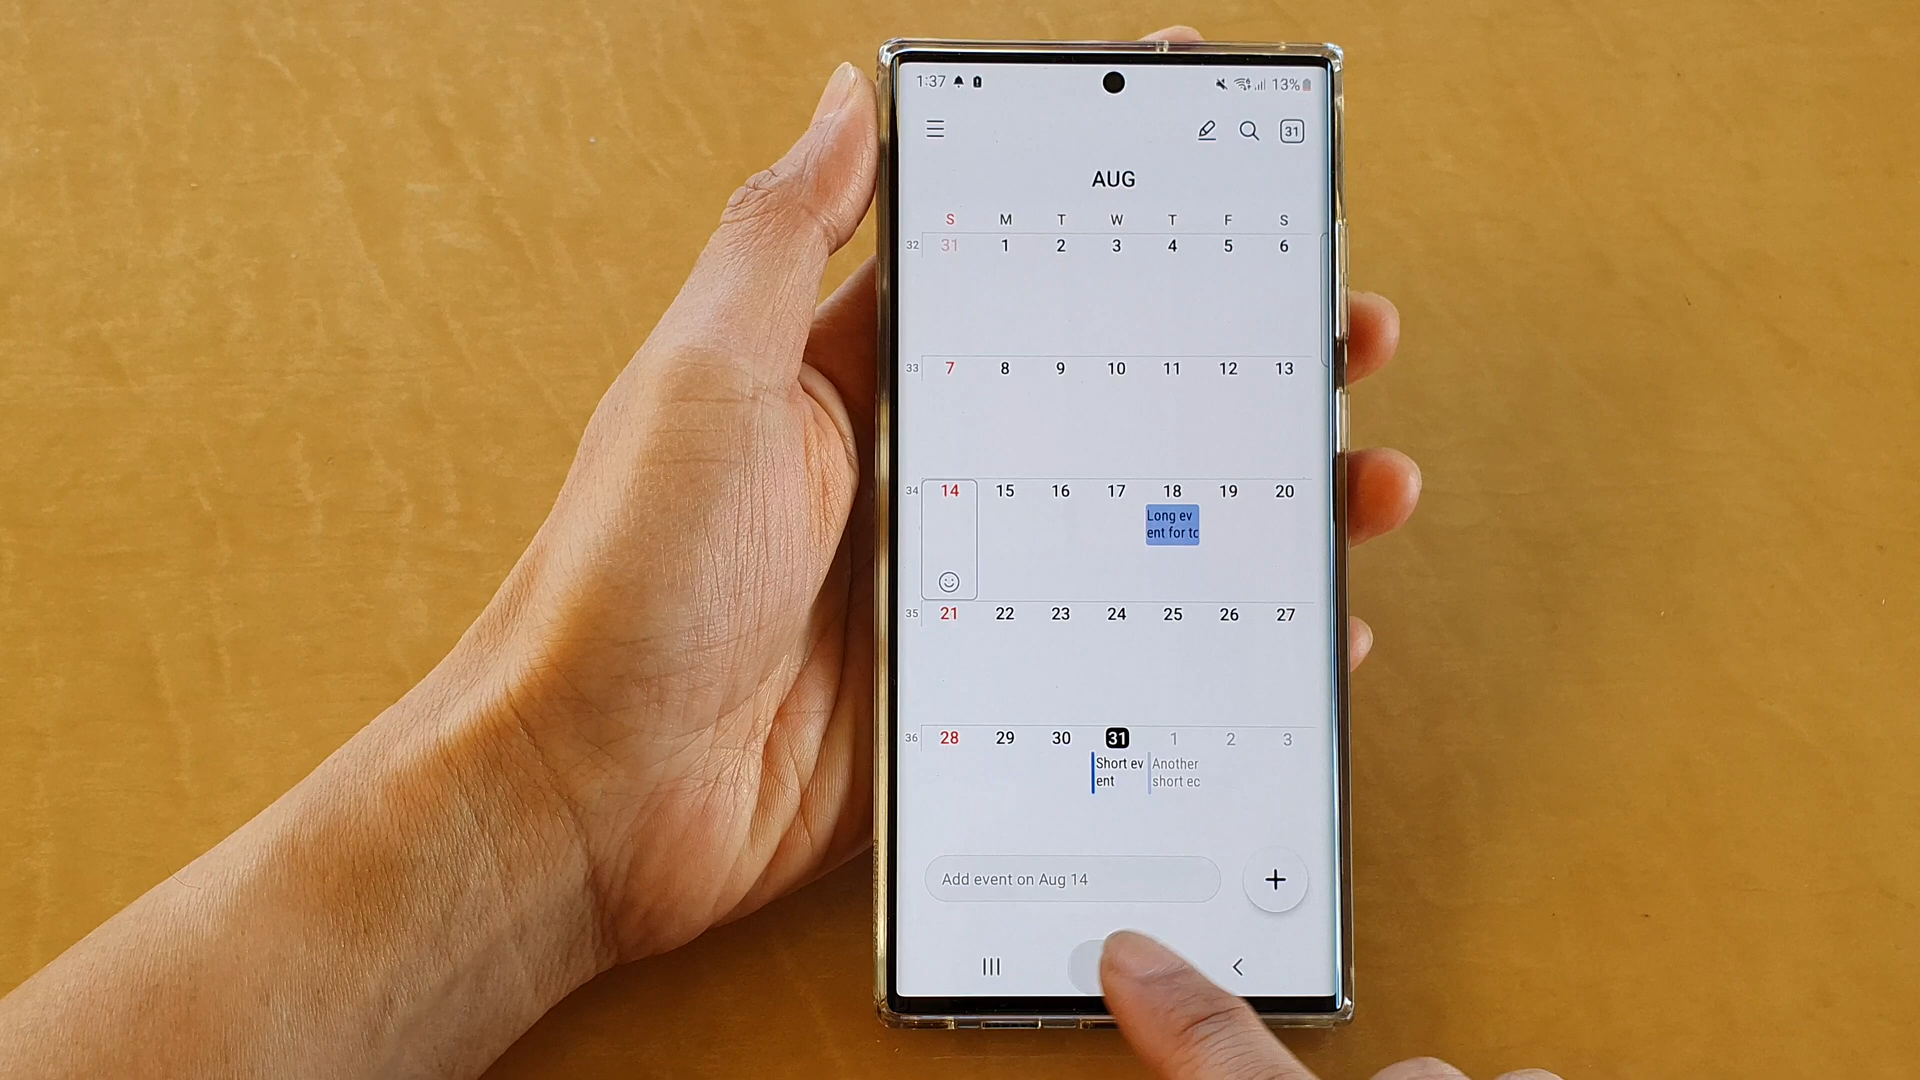 1:37 13%
31
AUG
S M T W T F S
32 31 1 2 3 4 5 6
33 7 8 9 10 11 12 13
34 14 15 16 17 18 19 20
Long ev
ent for tc
35 21 22 23 24 25 26 27
36 28 29 30 31 1 2 3
Short ev Another
ent short ec
Add event on Aug 14